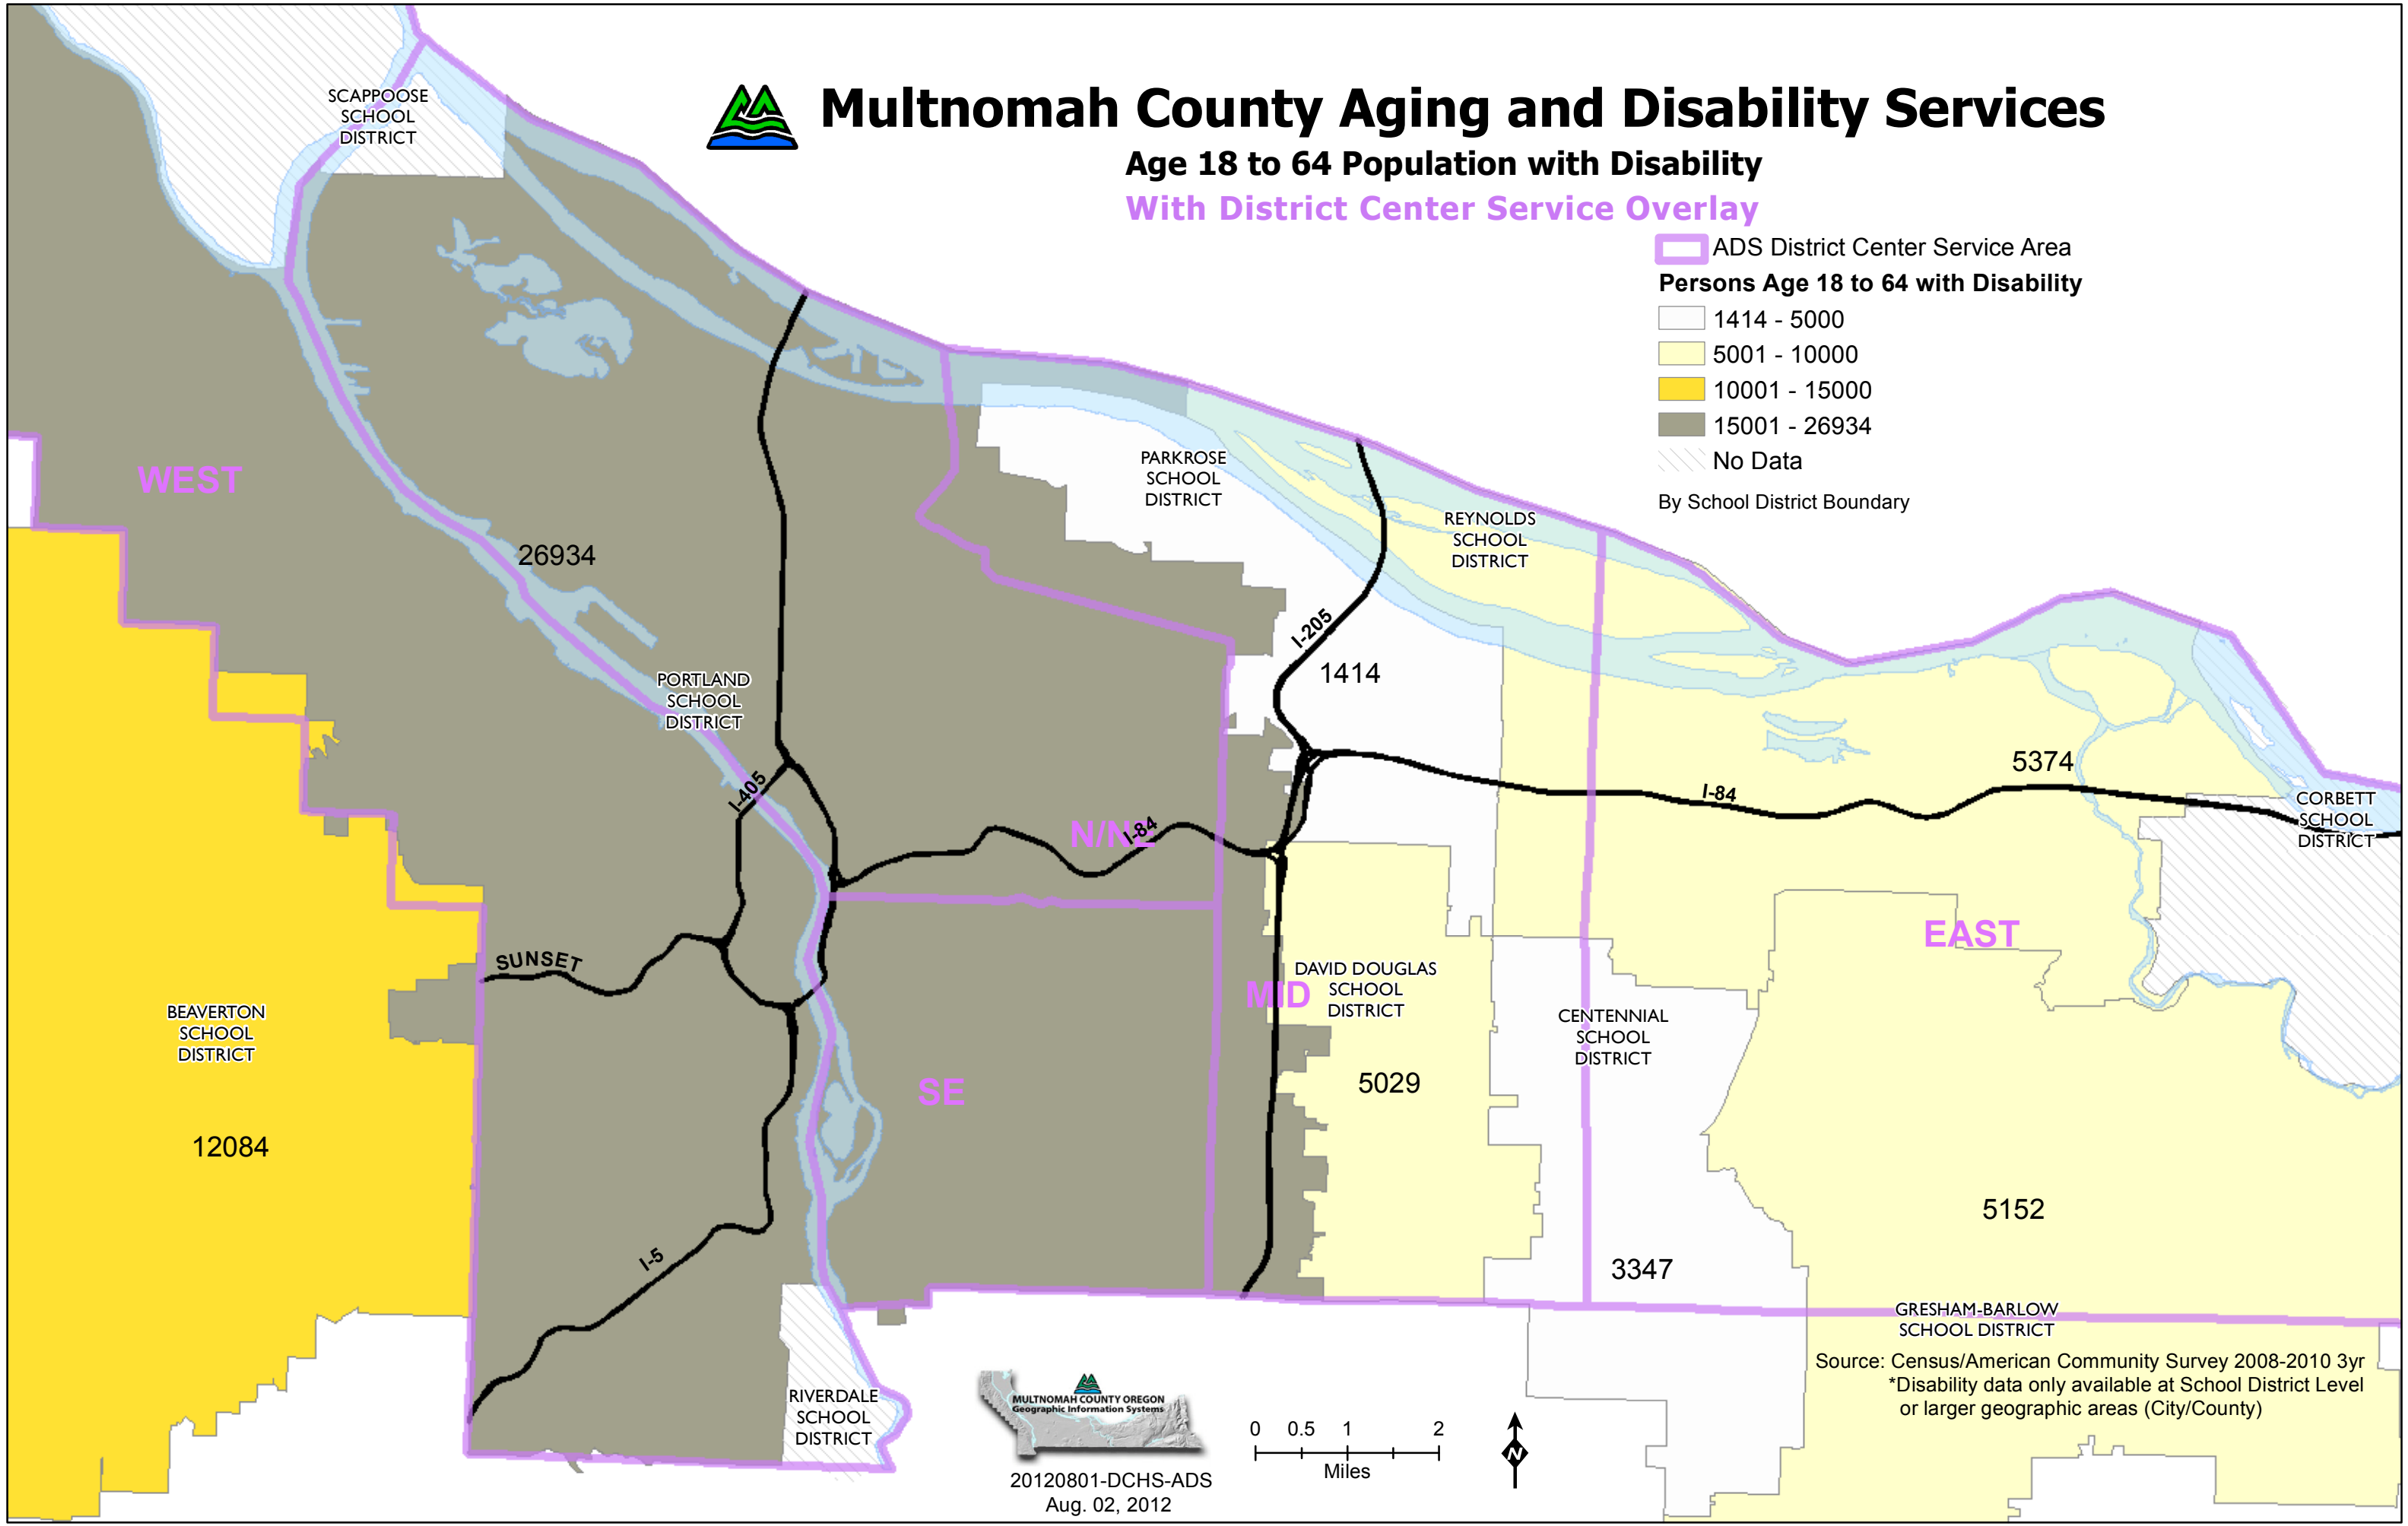 Multnomah County Aging and Disability Services
Age 18 to 64 Population with Disability
With District Center Service Overlay
ADS District Center Service Area
Persons Age 18 to 64 with Disability
1414 - 5000
5001 - 10000
10001 - 15000
15001 - 26934
No Data
By School District Boundary
SCAPPOOSE
SCHOOL
DISTRICT
WEST
26934
PARKROSE
SCHOOL
DISTRICT
REYNOLDS
SCHOOL
DISTRICT
I-205
1414
PORTLAND
SCHOOL
DISTRICT
I-405
N/NE
I-84
I-84
5374
CORBETT
SCHOOL
DISTRICT
EAST
SUNSET
BEAVERTON
SCHOOL
DISTRICT
12084
SE
MID
DAVID DOUGLAS
SCHOOL
DISTRICT
5029
CENTENNIAL
SCHOOL
DISTRICT
5152
3347
I-5
GRESHAM-BARLOW
SCHOOL DISTRICT
RIVERDALE
SCHOOL
DISTRICT
MULTNOMAH COUNTY OREGON
Geographic Information Systems
20120801-DCHS-ADS
Aug. 02, 2012
0 0.5 1 2
Miles
N
Source: Census/American Community Survey 2008-2010 3yr
*Disability data only available at School District Level
or larger geographic areas (City/County)